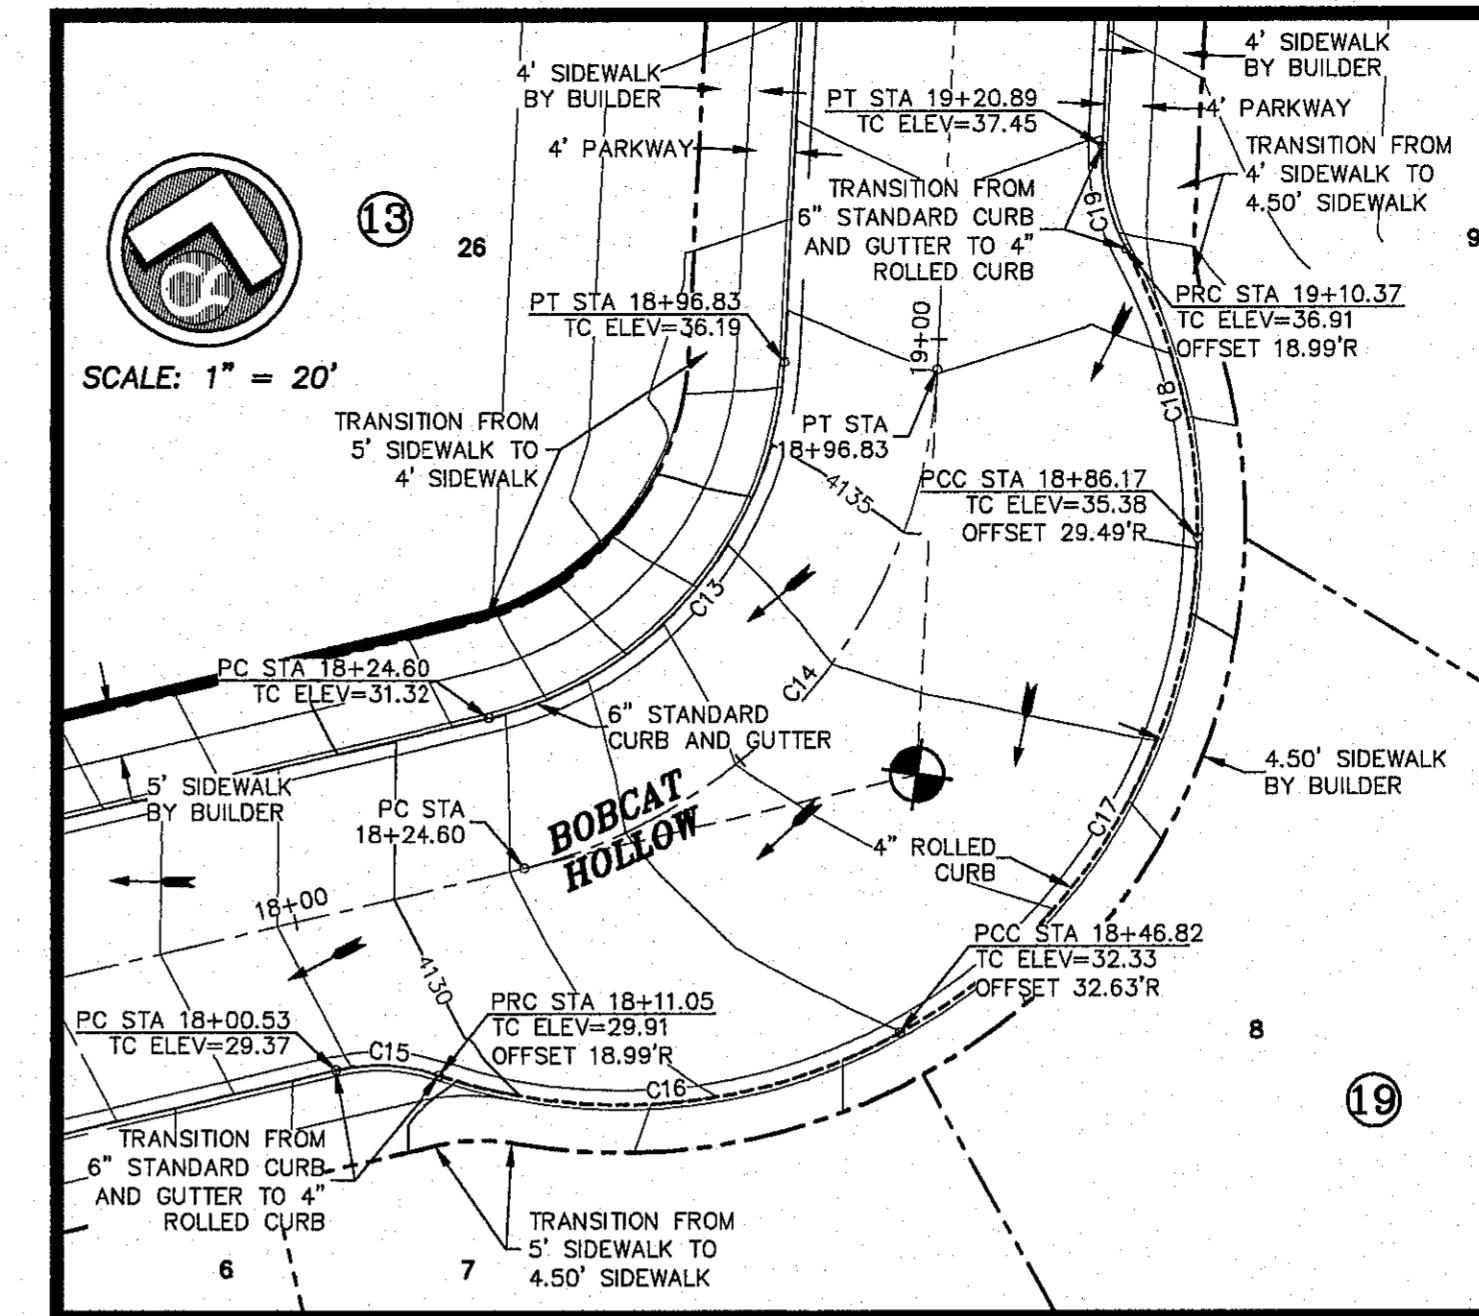 4' SIDEWALK
BY BUILDER
4' SIDEWALK
BY BUILDER
PT STA 19+20.89
TC ELEV=37.45
4' PARKWAY
4' PARKWAY
TRANSITION FROM
4' SIDEWALK TO
4.50' SIDEWALK
TRANSITION FROM
6" STANDARD CURB
AND GUTTER TO 4"
ROLLED CURB
C19
13
26
9
SCALE: 1" = 20'
PT STA 18+96.83
TC ELEV=36.19
19+00
PRC STA 19+10.37
TC ELEV=36.91
OFFSET 18.99'R
C18
TRANSITION FROM
5' SIDEWALK TO
4' SIDEWALK
PT STA
18+96.83
4135
PCC STA 18+86.17
TC ELEV=35.38
OFFSET 29.49'R
C13
C14
PC STA 18+24.60
TC ELEV=31.32
6" STANDARD
CURB AND GUTTER
5' SIDEWALK
BY BUILDER
PC STA
18+24.60
BOBCAT
HOLLOW
4.50' SIDEWALK
BY BUILDER
C17
4" ROLLED
CURB
18+00
4130
PCC STA 18+46.82
TC ELEV=32.33
OFFSET 32.63'R
PC STA 18+00.53
TC ELEV=29.37
PRC STA 18+11.05
TC ELEV=29.91
OFFSET 18.99'R
C15
C16
8
19
TRANSITION FROM
6" STANDARD CURB
AND GUTTER TO 4"
ROLLED CURB
TRANSITION FROM
5' SIDEWALK TO
4.50' SIDEWALK
6
7